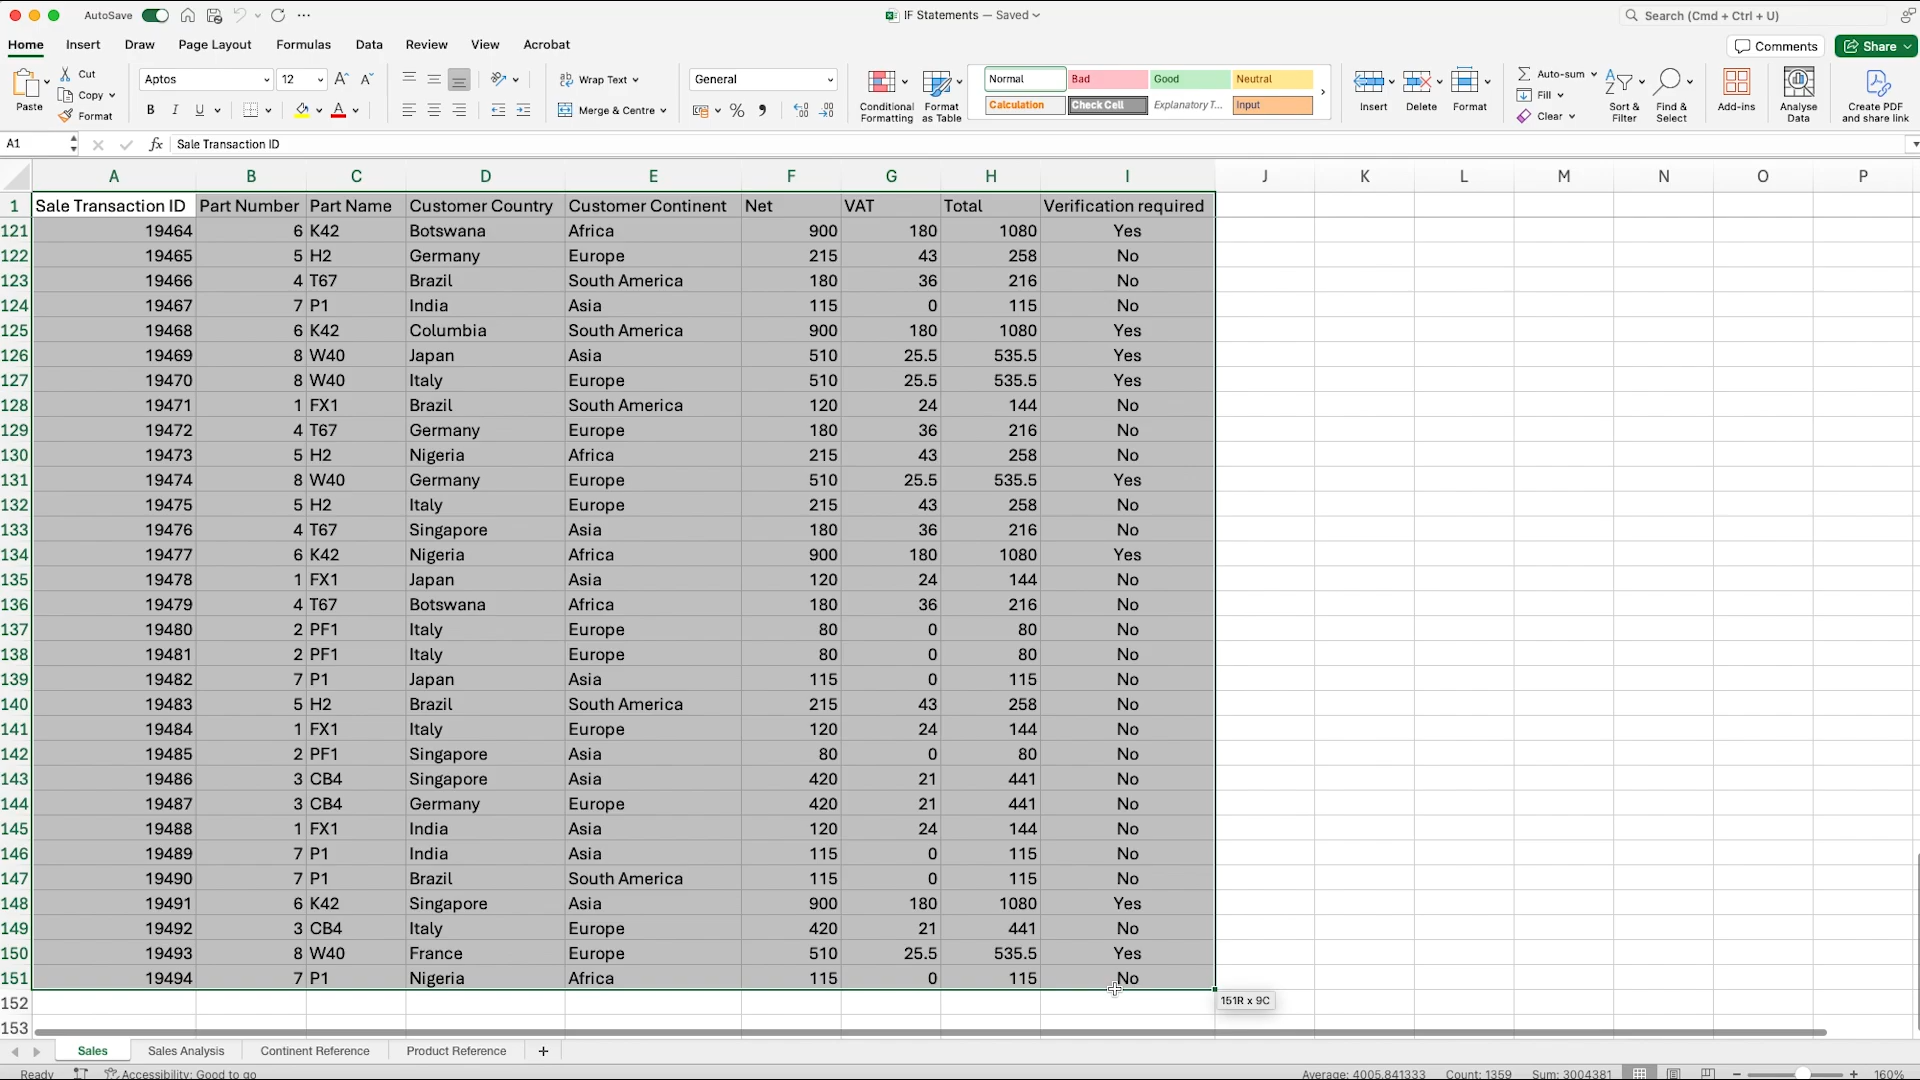 AutoSave
IF Statements — Saved
Search (Cmd + Ctrl + U)
Home Insert Draw Page Layout Formulas Data Review View Acrobat
Comments Share
Paste
Cut
Copy
Format
Aptos 12
B I U
Wrap Text
Merge & Centre
General
Conditional Formatting
Format as Table
Normal Bad Good Neutral
Calculation Check Cell Explanatory T... Input
Insert Delete Format
Auto-sum
Fill
Clear
Sort & Filter
Find & Select
Add-ins
Analyse Data
Create PDF and share link
A1 fx Sale Transaction ID
A B C D E F G H I J K L M N O P
1 Sale Transaction ID Part Number Part Name Customer Country Customer Continent Net VAT Total Verification required
121 19464 6 K42 Botswana Africa 900 180 1080 Yes
122 19465 5 H2 Germany Europe 215 43 258 No
123 19466 4 T67 Brazil South America 180 36 216 No
124 19467 7 P1 India Asia 115 0 115 No
125 19468 6 K42 Columbia South America 900 180 1080 Yes
126 19469 8 W40 Japan Asia 510 25.5 535.5 Yes
127 19470 8 W40 Italy Europe 510 25.5 535.5 Yes
128 19471 1 FX1 Brazil South America 120 24 144 No
129 19472 4 T67 Germany Europe 180 36 216 No
130 19473 5 H2 Nigeria Africa 215 43 258 No
131 19474 8 W40 Germany Europe 510 25.5 535.5 Yes
132 19475 5 H2 Italy Europe 215 43 258 No
133 19476 4 T67 Singapore Asia 180 36 216 No
134 19477 6 K42 Nigeria Africa 900 180 1080 Yes
135 19478 1 FX1 Japan Asia 120 24 144 No
136 19479 4 T67 Botswana Africa 180 36 216 No
137 19480 2 PF1 Italy Europe 80 0 80 No
138 19481 2 PF1 Italy Europe 80 0 80 No
139 19482 7 P1 Japan Asia 115 0 115 No
140 19483 5 H2 Brazil South America 215 43 258 No
141 19484 1 FX1 Italy Europe 120 24 144 No
142 19485 2 PF1 Singapore Asia 80 0 80 No
143 19486 3 CB4 Singapore Asia 420 21 441 No
144 19487 3 CB4 Germany Europe 420 21 441 No
145 19488 1 FX1 India Asia 120 24 144 No
146 19489 7 P1 India Asia 115 0 115 No
147 19490 7 P1 Brazil South America 115 0 115 No
148 19491 6 K42 Singapore Asia 900 180 1080 Yes
149 19492 3 CB4 Italy Europe 420 21 441 No
150 19493 8 W40 France Europe 510 25.5 535.5 Yes
151 19494 7 P1 Nigeria Africa 115 0 115 No
152 151R x 9C
153
Sales Sales Analysis Continent Reference Product Reference +
Ready Accessibility: Good to go Average: 4005.841333 Count: 1359 Sum: 3004381 160%